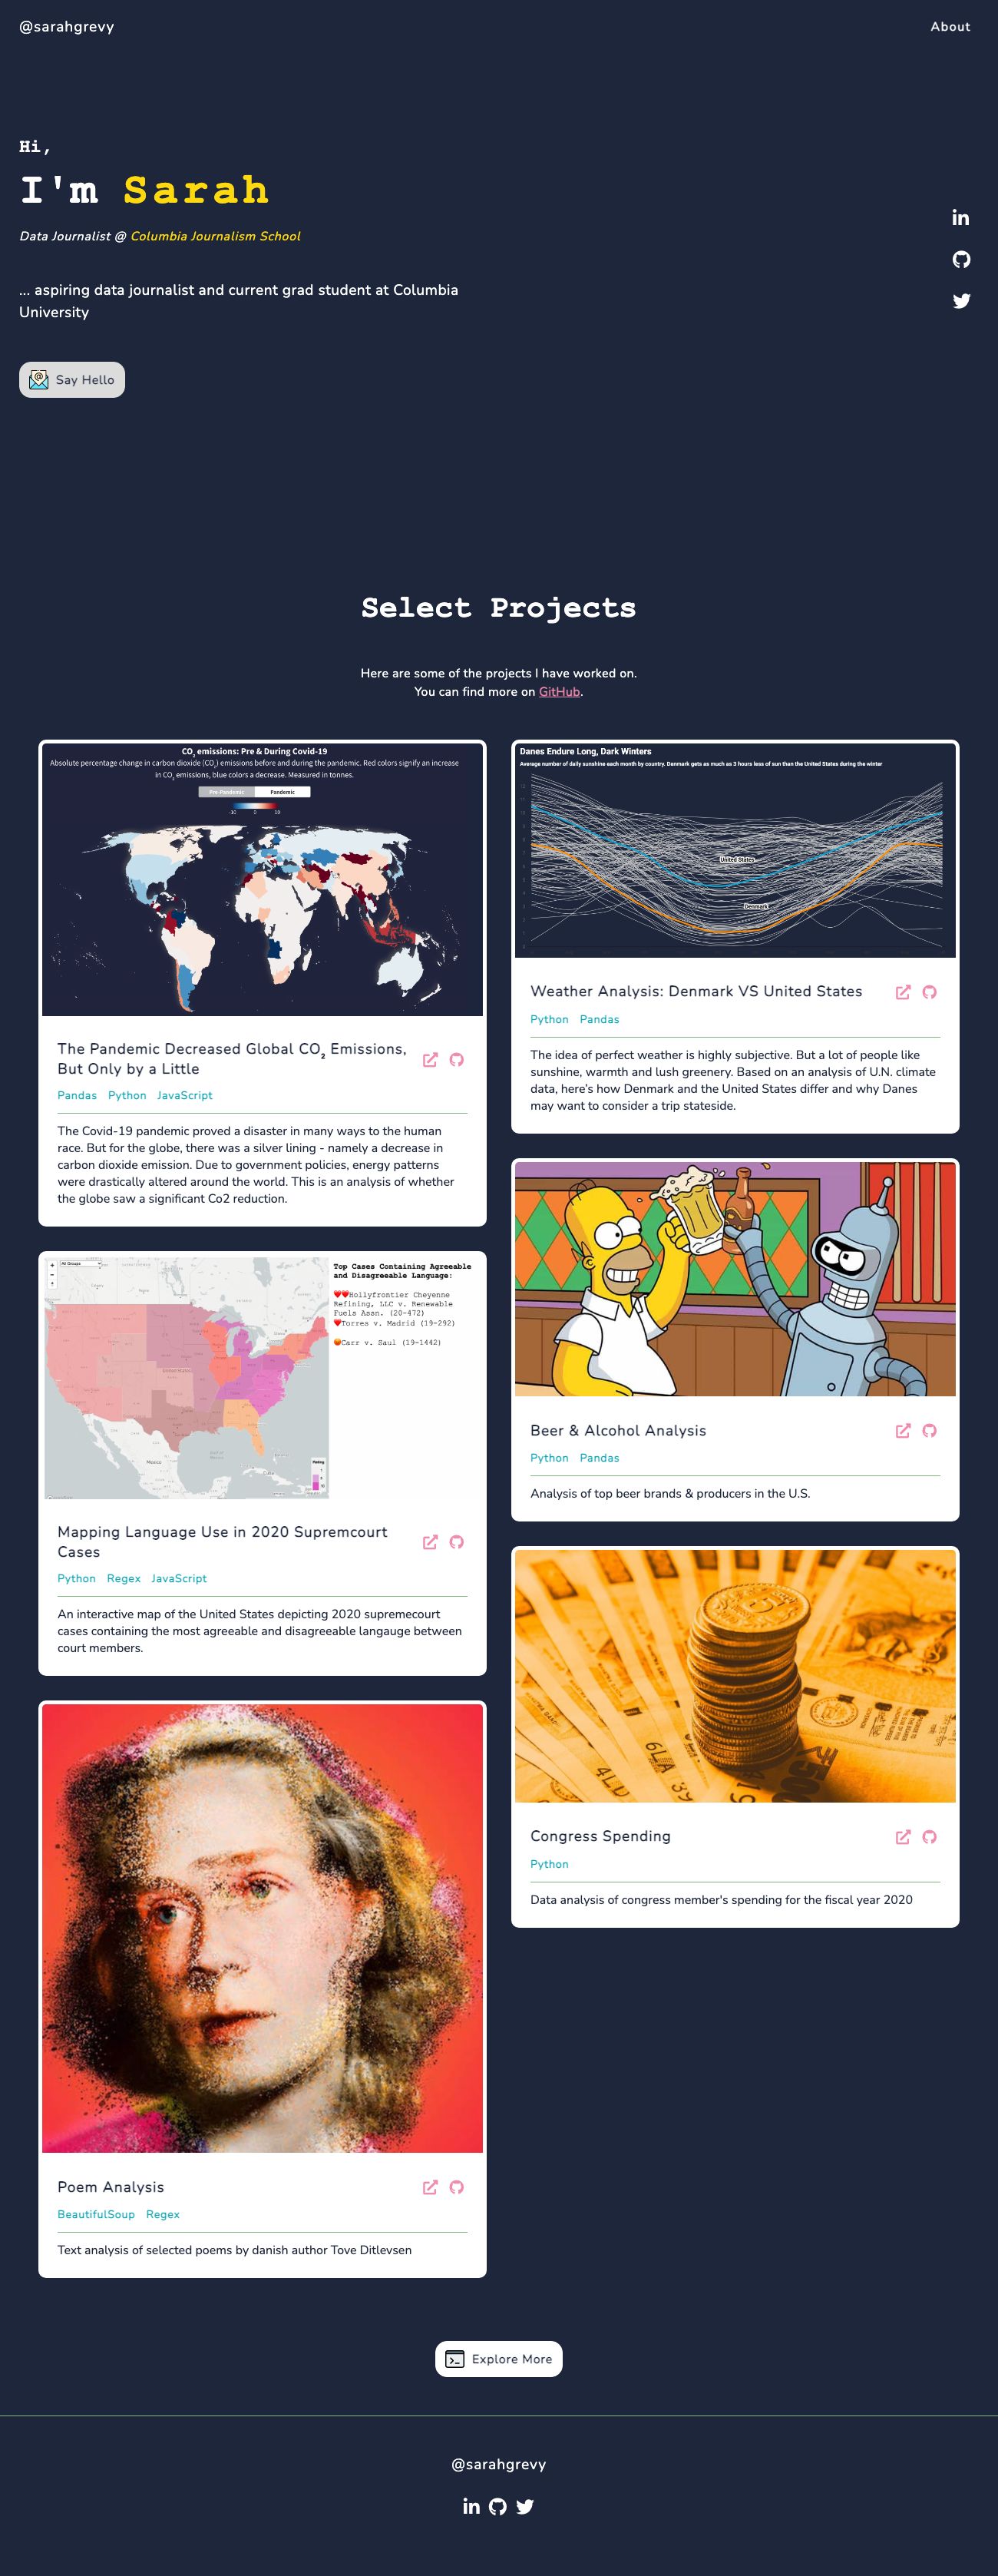 @sarahgrevy
About
Hi,
I'm Sarah
Data Journalist @ Columbia Journalism School
... aspiring data journalist and current grad student at Columbia
University
Say Hello
Select Projects
Here are some of the projects I have worked on.
You can find more on GitHub.
CO₂ emissions: Pre & During Covid-19
Absolute percentage change in carbon dioxide (CO₂) emissions before and during the pandemic. Red colors signify an increase
in CO₂ emissions, blue colors a decrease. Measured in tonnes.
Pre-Pandemic
Pandemic
-10 0 10
The Pandemic Decreased Global CO₂ Emissions,
But Only by a Little
Pandas Python JavaScript
The Covid-19 pandemic proved a disaster in many ways to the human
race. But for the globe, there was a silver lining - namely a decrease in
carbon dioxide emission. Due to government policies, energy patterns
were drastically altered around the world. This is an analysis of whether
the globe saw a significant Co2 reduction.
All Groups
Top Cases Containing Agreeable
and Disagreeable Language:
Hollyfrontier Cheyenne
Refining, LLC v. Renewable
Fuels Assn. (20-472)
Torres v. Madrid (19-292)
Carr v. Saul (19-1442)
Mexico
Mapping Language Use in 2020 Supremcourt
Cases
Python Regex JavaScript
An interactive map of the United States depicting 2020 supremecourt
cases containing the most agreeable and disagreeable langauge between
court members.
Poem Analysis
BeautifulSoup Regex
Text analysis of selected poems by danish author Tove Ditlevsen
Danes Endure Long, Dark Winters
Average number of daily sunshine each month by country. Denmark gets as much as 3 hours less of sun than the United States during the winter
United States
Denmark
Weather Analysis: Denmark VS United States
Python Pandas
The idea of perfect weather is highly subjective. But a lot of people like
sunshine, warmth and lush greenery. Based on an analysis of U.N. climate
data, here's how Denmark and the United States differ and why Danes
may want to consider a trip stateside.
Beer & Alcohol Analysis
Python Pandas
Analysis of top beer brands & producers in the U.S.
Congress Spending
Python
Data analysis of congress member's spending for the fiscal year 2020
Explore More
@sarahgrevy